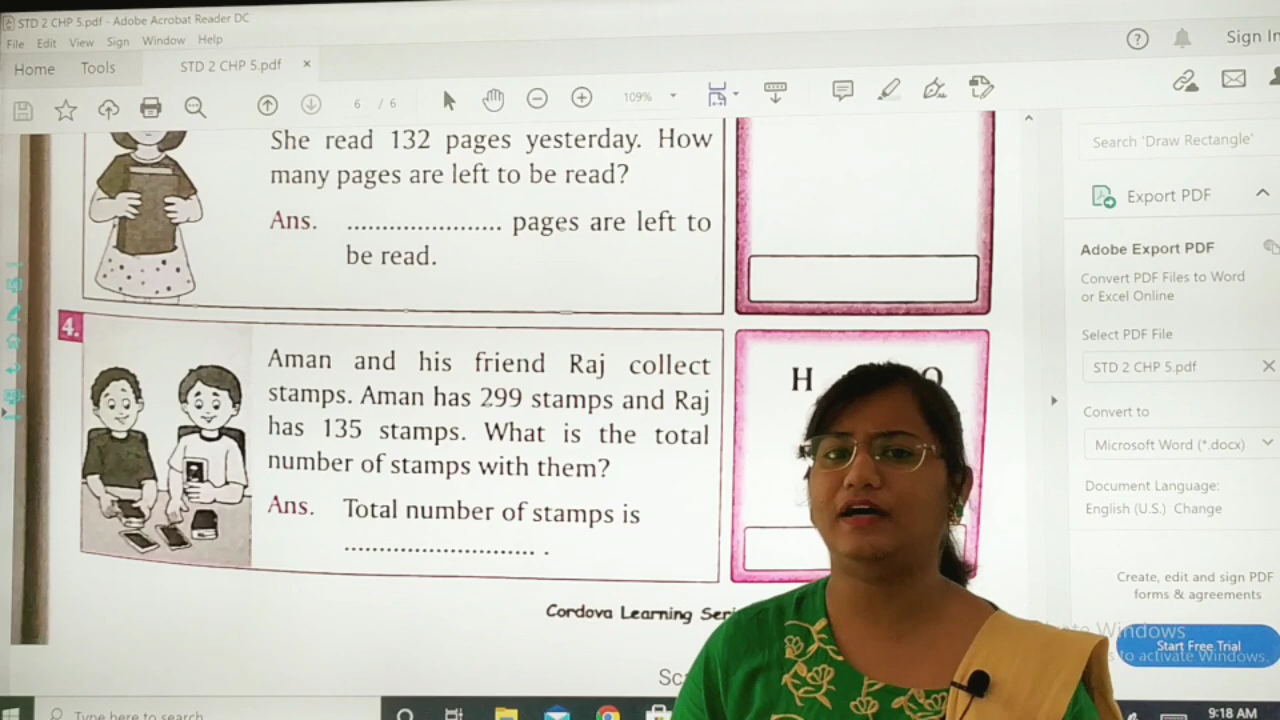 STD 2 CHP 5.pdf - Adobe Acrobat Reader DC
File Edit View Sign Window Help
Home Tools STD 2 CHP 5.pdf ×
Sign In
6 / 6 109%
She read 132 pages yesterday. How
many pages are left to be read?
Ans. ...................... pages are left to
be read.
4.
Aman and his friend Raj collect
stamps. Aman has 299 stamps and Raj
has 135 stamps. What is the total
number of stamps with them?
Ans. Total number of stamps is
........................... .
H O
Cordova Learning
Search 'Draw Rectangle'
Export PDF
Adobe Export PDF
Convert PDF Files to Word
or Excel Online
Select PDF File
STD 2 CHP 5.pdf ×
Convert to
Microsoft Word (*.docx)
Document Language:
English (U.S.) Change
Create, edit and sign PDF
forms & agreements
Windows
Start Free Trial
to activate Windows.
Type here to search
9:18 AM